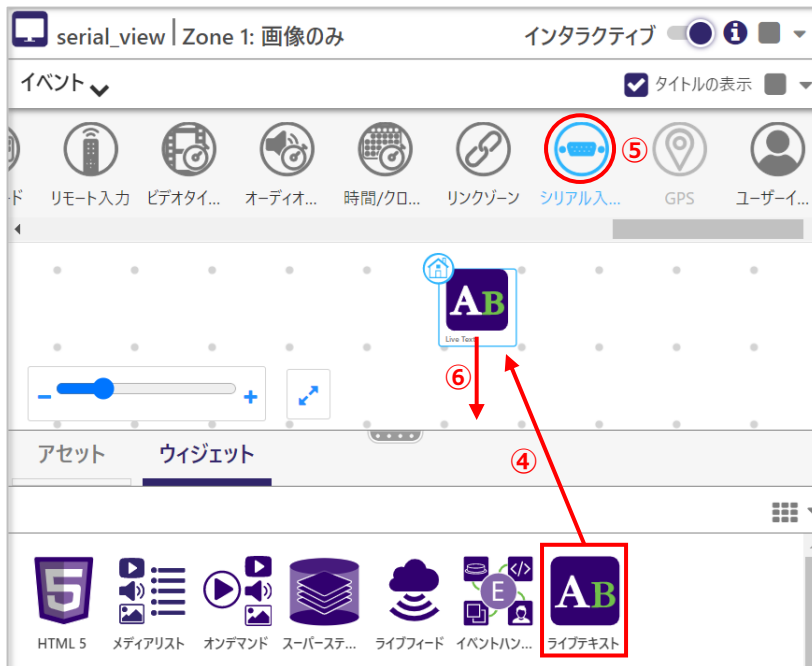 serial_view Zone 1: 画像のみ インタラクティブ
イベント タイトルの表示
ド リモート入力 ビデオタイ... オーディオ... 時間/クロ... リンクゾーン シリアル入... ⑤ GPS ユーザーイ...
AB
Live Text
⑥
アセット ウィジェット ④
5 E AB
HTML 5 メディアリスト オンデマンド スーパーステ... ライブフィード イベントハン... ライブテキスト